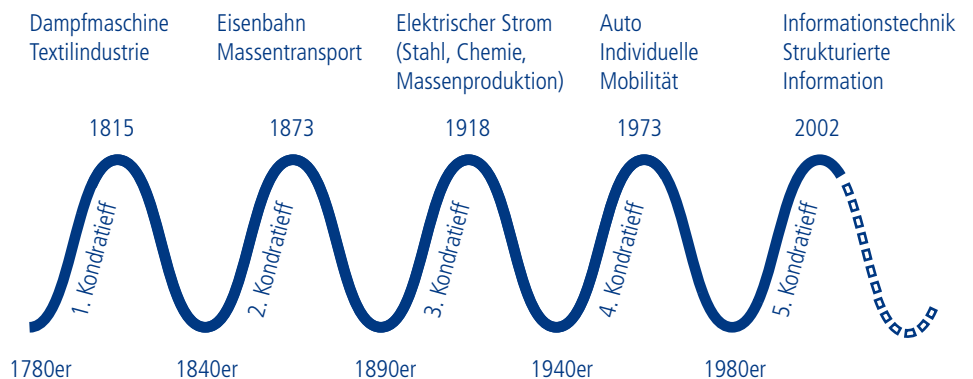 Dampfmaschine
Textilindustrie
Eisenbahn
Massentransport
Elektrischer Strom
(Stahl, Chemie,
Massenproduktion)
Auto
Individuelle
Mobilität
Informationstechnik
Strukturierte
Information
1815
1873
1918
1973
2002
1. Kondratieff
2. Kondratieff
3. Kondratieff
4. Kondratieff
5. Kondratieff
1780er
1840er
1890er
1940er
1980er